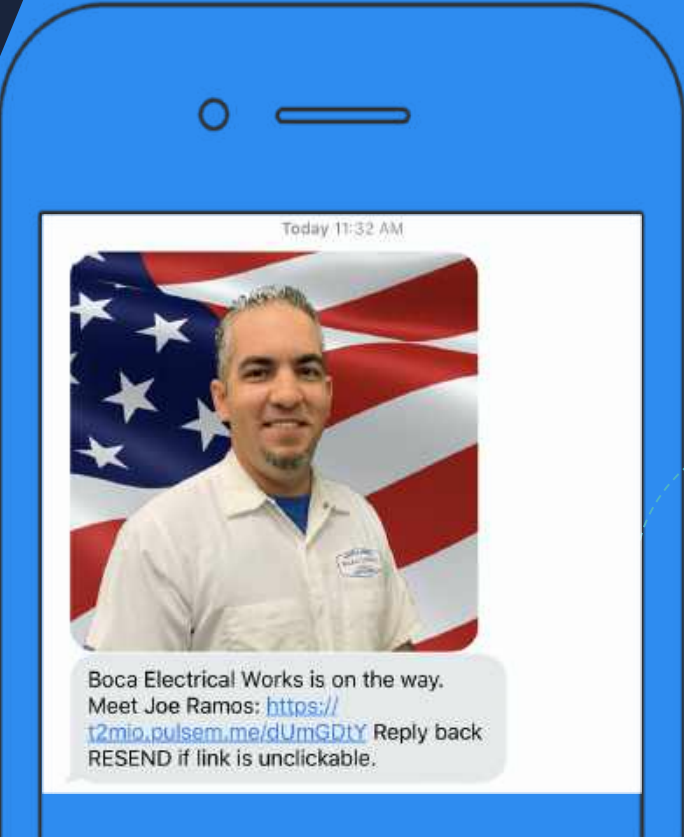 Today 11:32 AM
Boca Electrical Works is on the way.
Meet Joe Ramos: https://
t2mio.pulsem.me/dUmGDtY Reply back
RESEND if link is unclickable.